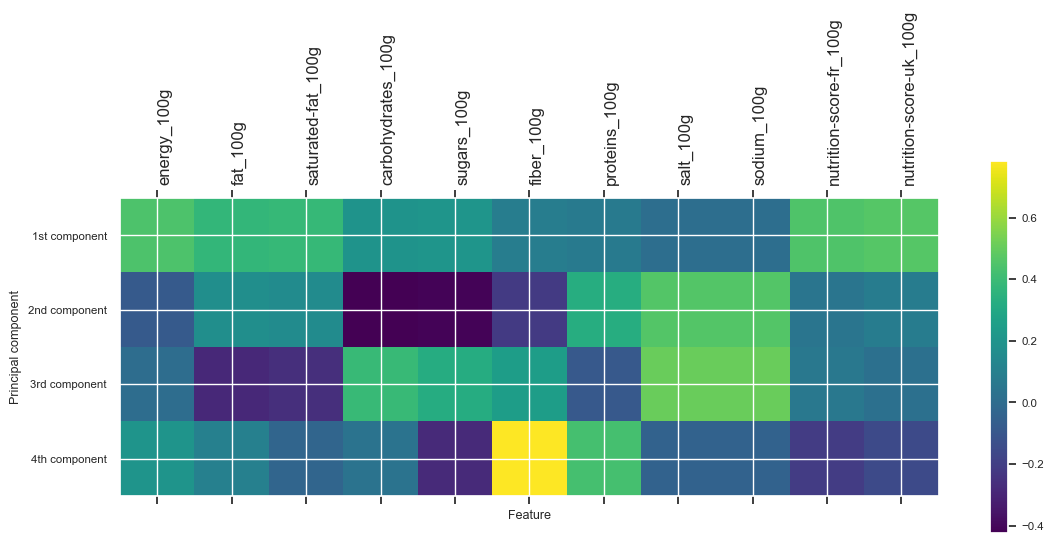 energy_100g
fat_100g
saturated-fat_100g
carbohydrates_100g
sugars_100g
fiber_100g
proteins_100g
salt_100g
sodium_100g
nutrition-score-fr_100g
nutrition-score-uk_100g
Principal component
1st component
2nd component
3rd component
4th component
Feature
0.6
0.4
0.2
0.0
−0.2
−0.4